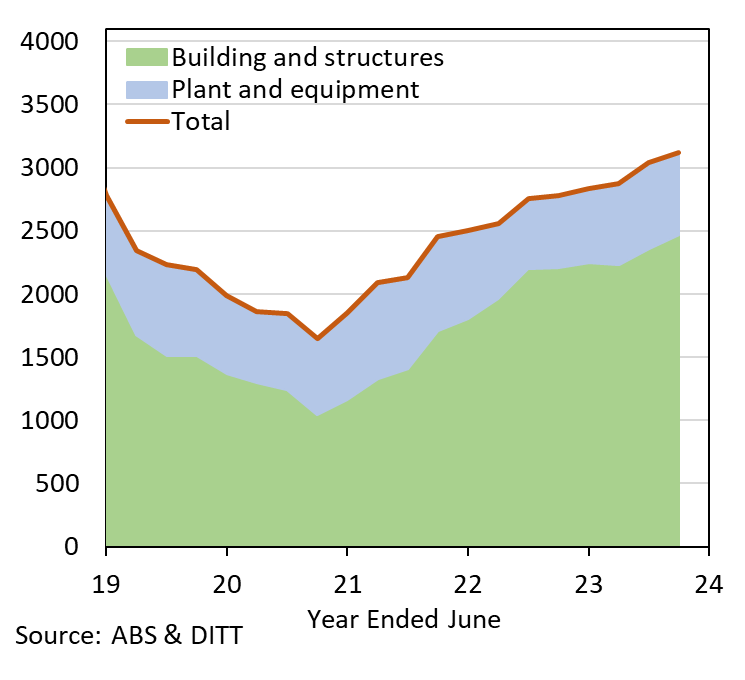 4000
3500
3000
2500
2000
1500
1000
500
0
Building and structures
Plant and equipment
Total
19 20 21 22 23 24
Year Ended June
Source: ABS & DITT